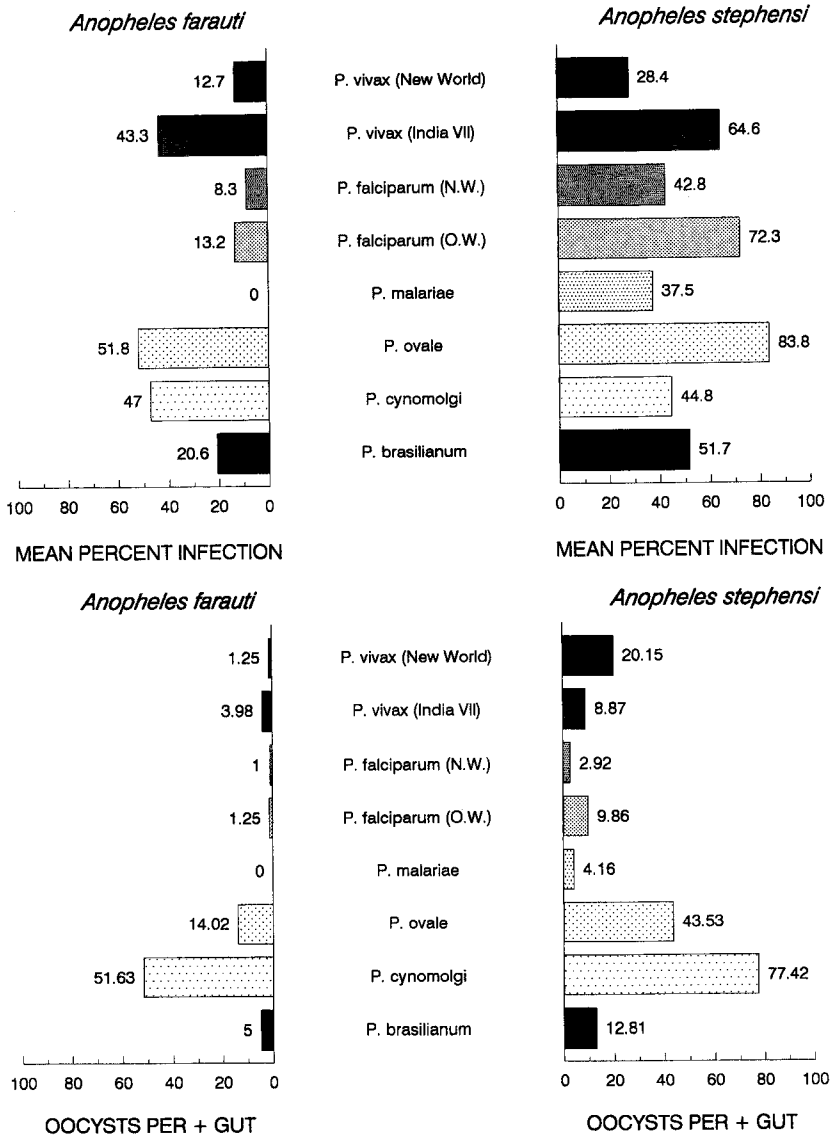 Anopheles farauti
Anopheles stephensi
12.7 P. vivax (New World) 28.4
43.3 P. vivax (India VII) 64.6
8.3 P. falciparum (N.W.) 42.8
13.2 P. falciparum (O.W.) 72.3
0 P. malariae 37.5
51.8 P. ovale 83.8
47 P. cynomolgi 44.8
20.6 P. brasilianum 51.7
100 80 60 40 20 0
0 20 40 60 80 100
MEAN PERCENT INFECTION
MEAN PERCENT INFECTION
Anopheles farauti
Anopheles stephensi
1.25 P. vivax (New World) 20.15
3.98 P. vivax (India VII) 8.87
1 P. falciparum (N.W.) 2.92
1.25 P. falciparum (O.W.) 9.86
0 P. malariae 4.16
14.02 P. ovale 43.53
51.63 P. cynomolgi 77.42
5 P. brasilianum 12.81
100 80 60 40 20 0
0 20 40 60 80 100
OOCYSTS PER + GUT
OOCYSTS PER + GUT